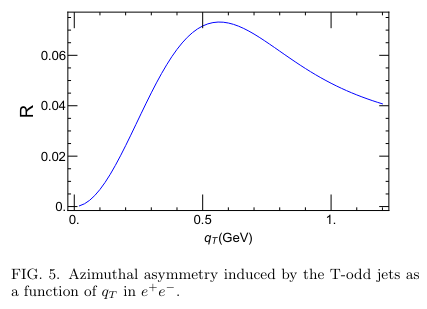 0.06
0.04
0.02
0.
R
0.
0.5
1.
q_T(GeV)
FIG. 5. Azimuthal asymmetry induced by the T-odd jets as
a function of q_T in e^+e^-.